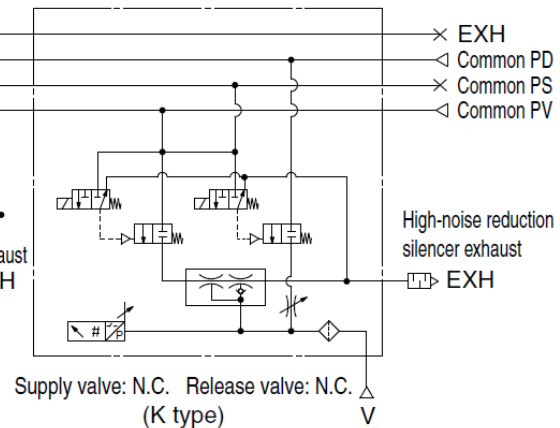 EXH
Common PD
Common PS
Common PV
High-noise reduction
silencer exhaust
EXH
aust
H
#
P
Supply valve: N.C. Release valve: N.C.
(K type)
V